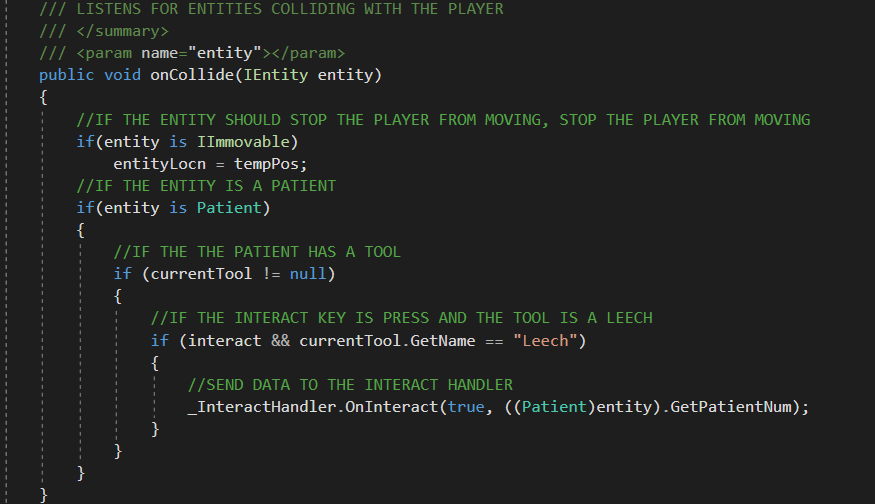 /// LISTENS FOR ENTITIES COLLIDING WITH THE PLAYER
/// </summary>
/// <param name="entity"></param>
public void onCollide(IEntity entity)
{
    //IF THE ENTITY SHOULD STOP THE PLAYER FROM MOVING, STOP THE PLAYER FROM MOVING
    if(entity is IImmovable)
        entityLocn = tempPos;
    //IF THE ENTITY IS A PATIENT
    if(entity is Patient)
    {
        //IF THE THE PATIENT HAS A TOOL
        if (currentTool != null)
        {
            //IF THE INTERACT KEY IS PRESS AND THE TOOL IS A LEECH
            if (interact && currentTool.GetName == "Leech")
            {
                //SEND DATA TO THE INTERACT HANDLER
                _InteractHandler.OnInteract(true, ((Patient)entity).GetPatientNum);
            }
        }
    }
}